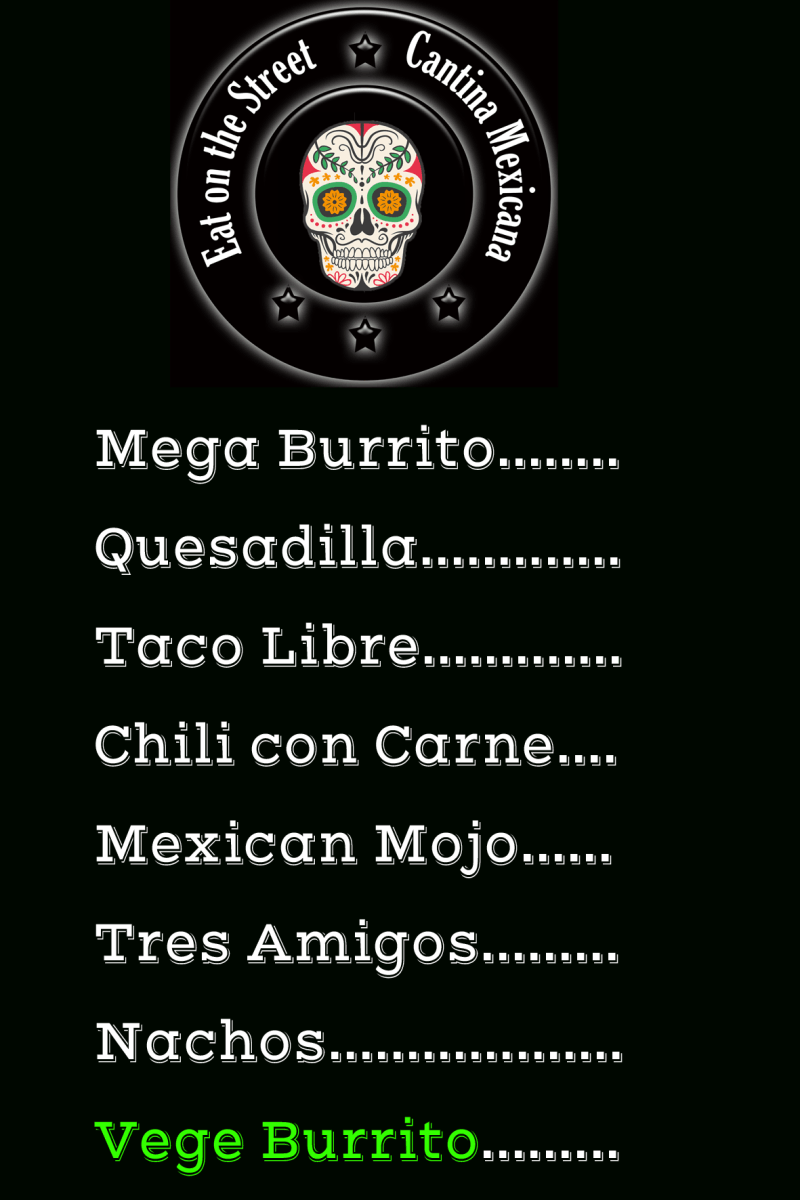 Eat on the Street
Cantina Mexicana
Mega Burrito........
Quesadilla.............
Taco Libre.............
Chili con Carne....
Mexican Mojo......
Tres Amigos.........
Nachos...................
Vege Burrito.........